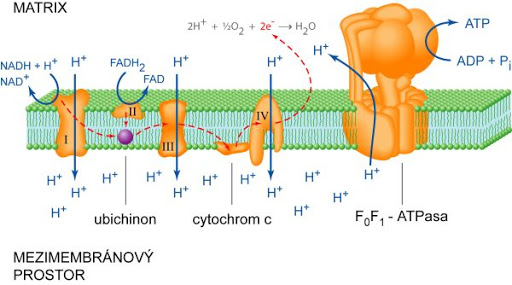 MATRIX
2H⁺ + ½O₂ + 2e⁻ → H₂O
ATP
ADP + Pᵢ
H⁺
NADH + H⁺
NAD⁺
H⁺
FADH₂
FAD
H⁺
H⁺
I
II
III
IV
H⁺
H⁺
H⁺
H⁺
H⁺
H⁺
H⁺
H⁺
H⁺
H⁺
H⁺
H⁺
H⁺
H⁺
ubichinon
cytochrom c
F₀F₁ - ATPasa
MEZIMEMBRÁNOVÝ
PROSTOR